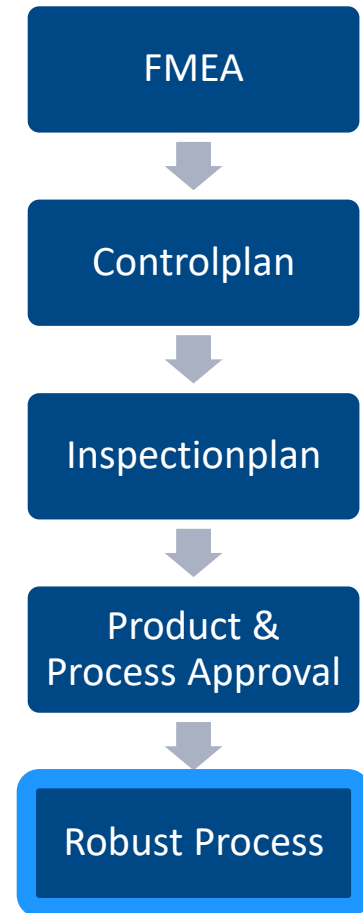 FMEA
Controlplan
Inspectionplan
Product &
Process Approval
Robust Process